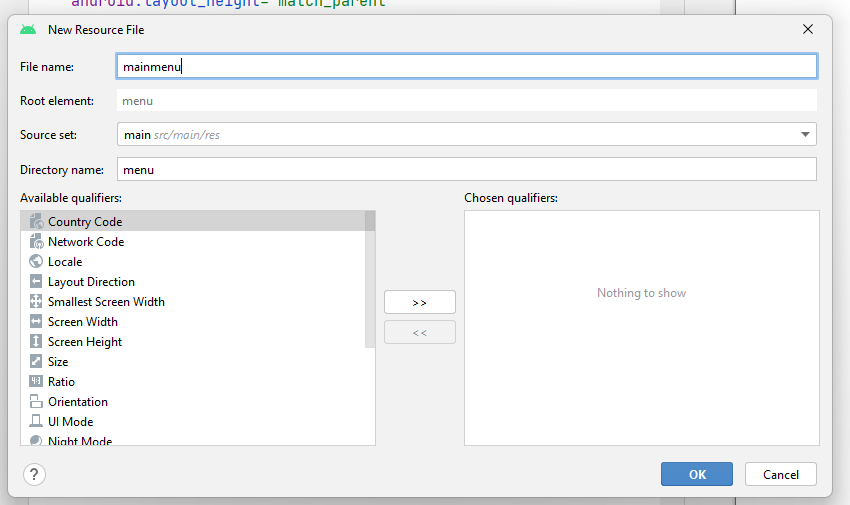 android:layout_height="match_parent"
New Resource File
File name:
mainmenu
Root element:
menu
Source set:
main src/main/res
Directory name:
menu
Available qualifiers:
Country Code
Network Code
Locale
Layout Direction
Smallest Screen Width
Screen Width
Screen Height
Size
Ratio
Orientation
UI Mode
Night Mode
>>
<<
Chosen qualifiers:
Nothing to show
?
OK
Cancel